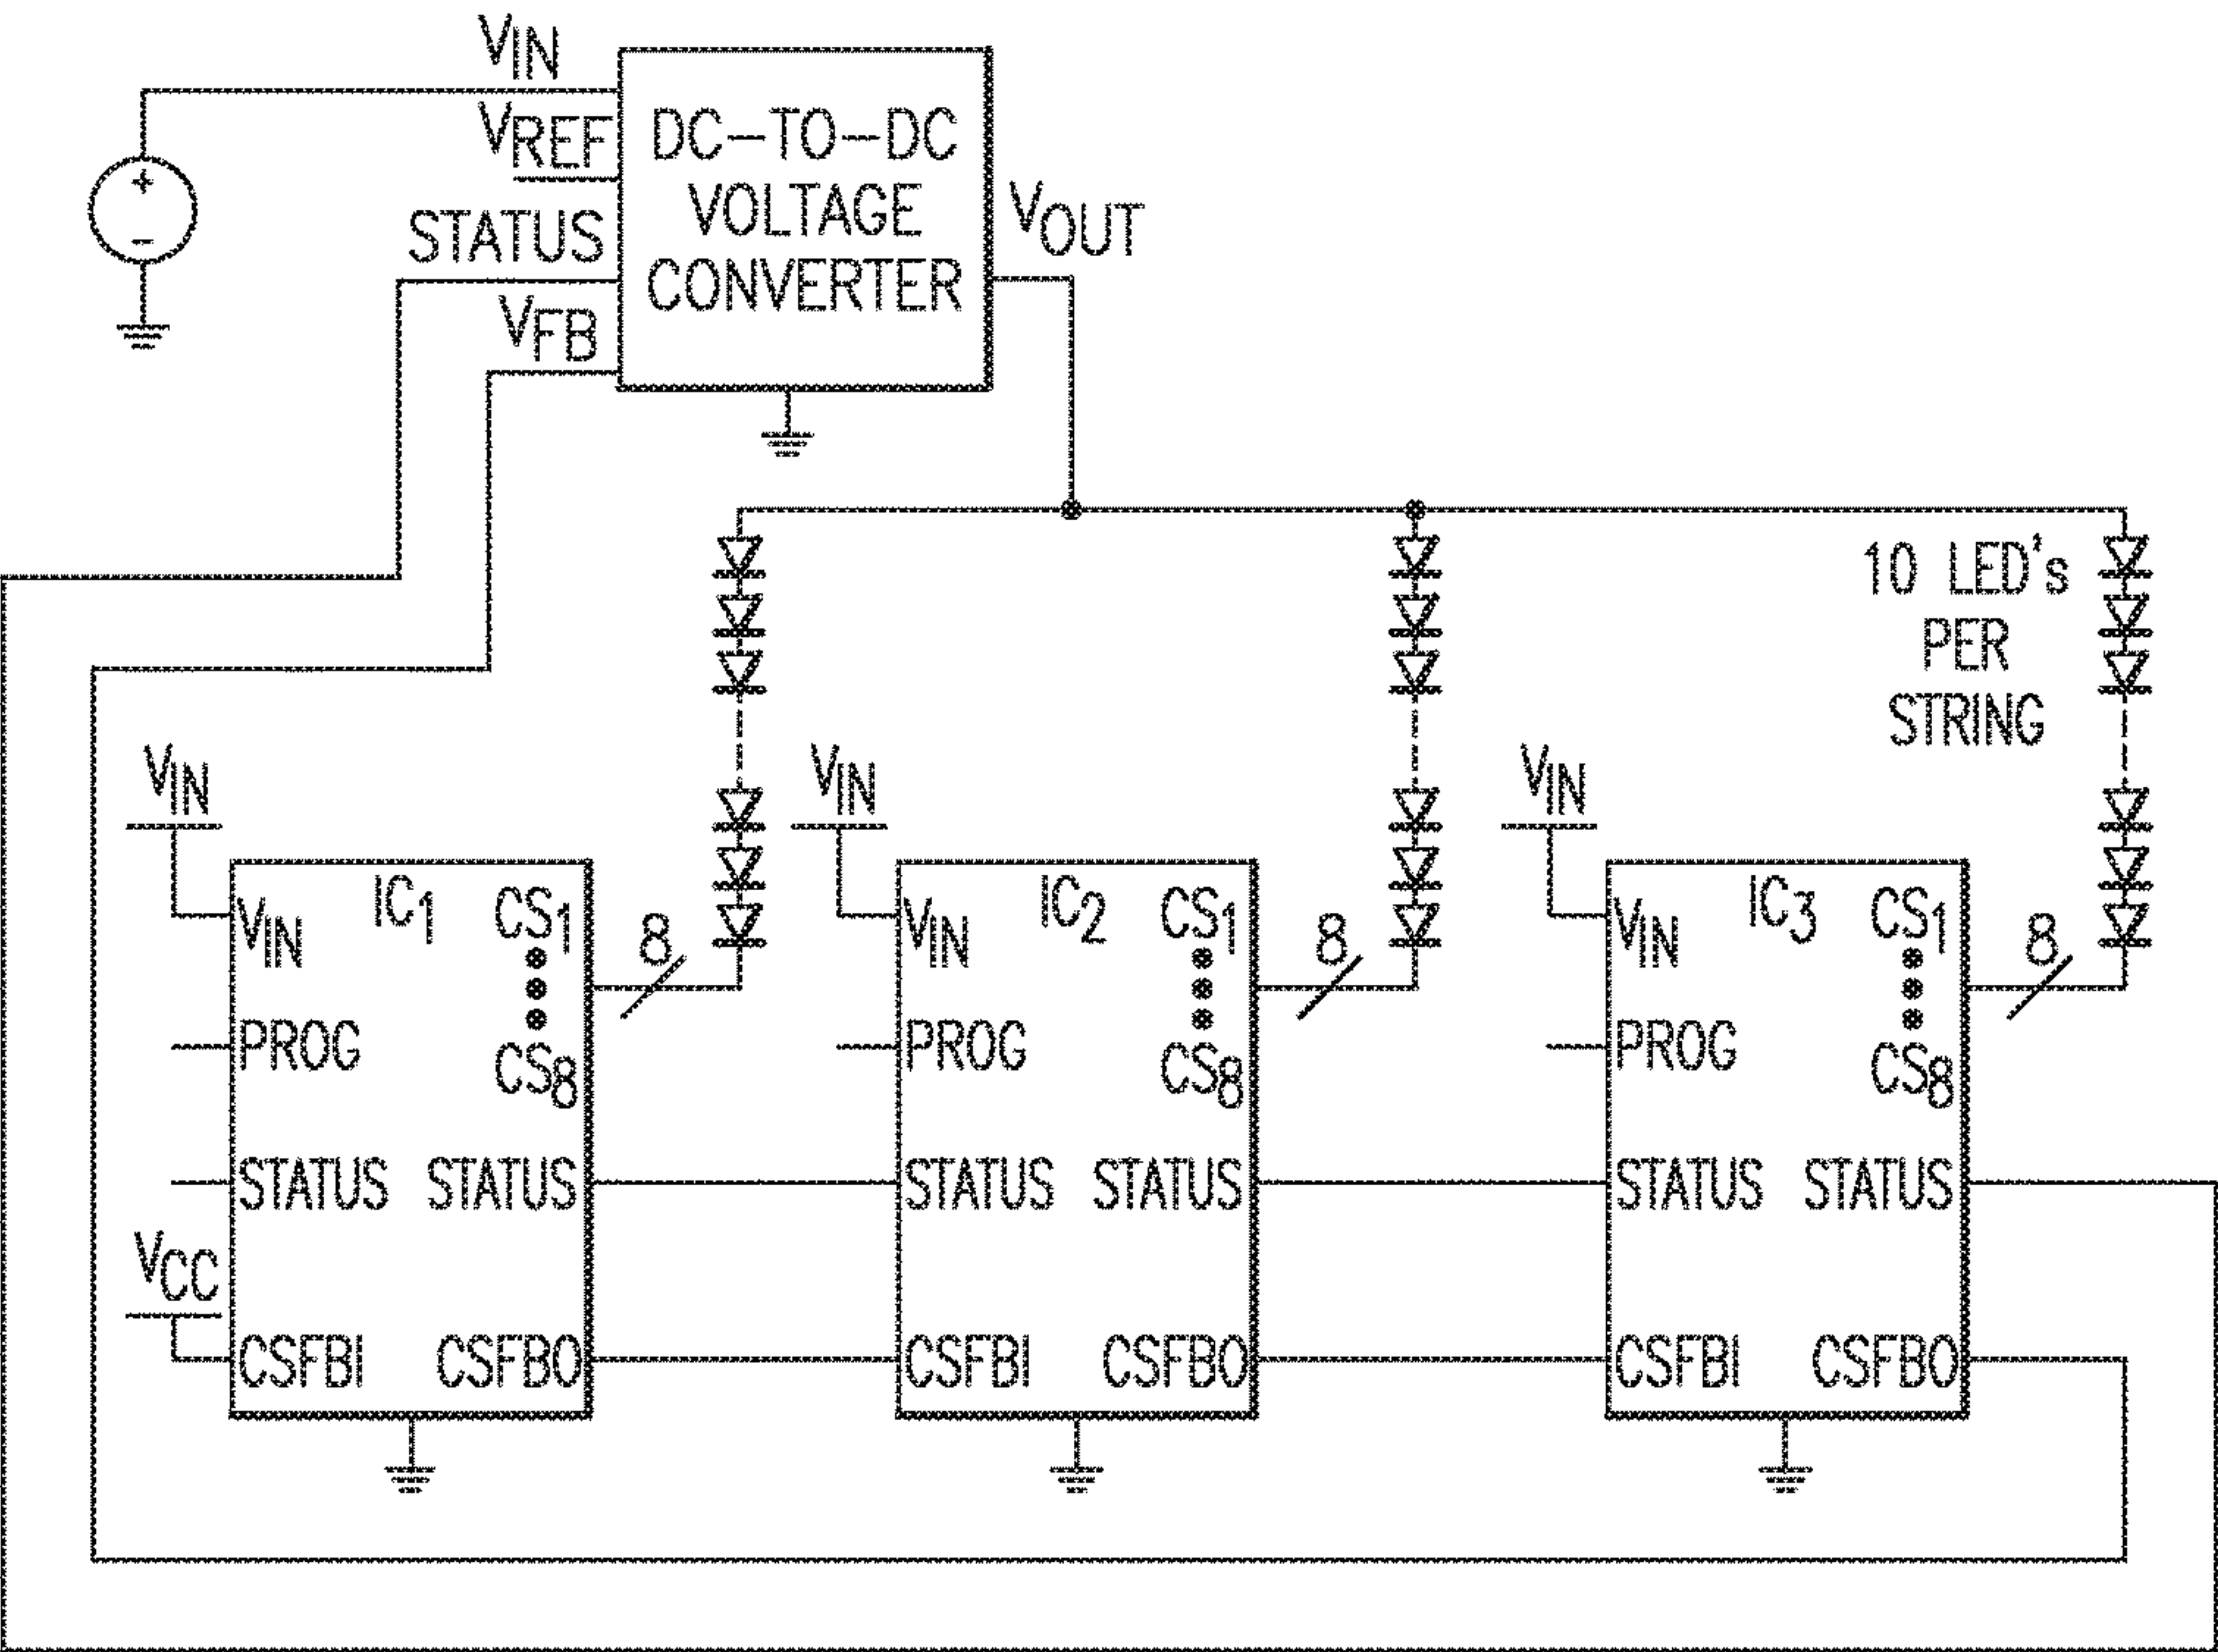 VIN
VREF
STATUS
VFB
DC-TO-DC
VOLTAGE
CONVERTER
VOUT
10 LED's
PER
STRING
VIN
VIN
VIN
IC1
CS1
CS8
VIN
PROG
STATUS
STATUS
CSFBI
CSFBO
8
VCC
IC2
CS1
CS8
VIN
PROG
STATUS
STATUS
CSFBI
CSFBO
8
IC3
CS1
CS8
VIN
PROG
STATUS
STATUS
CSFBI
CSFBO
8